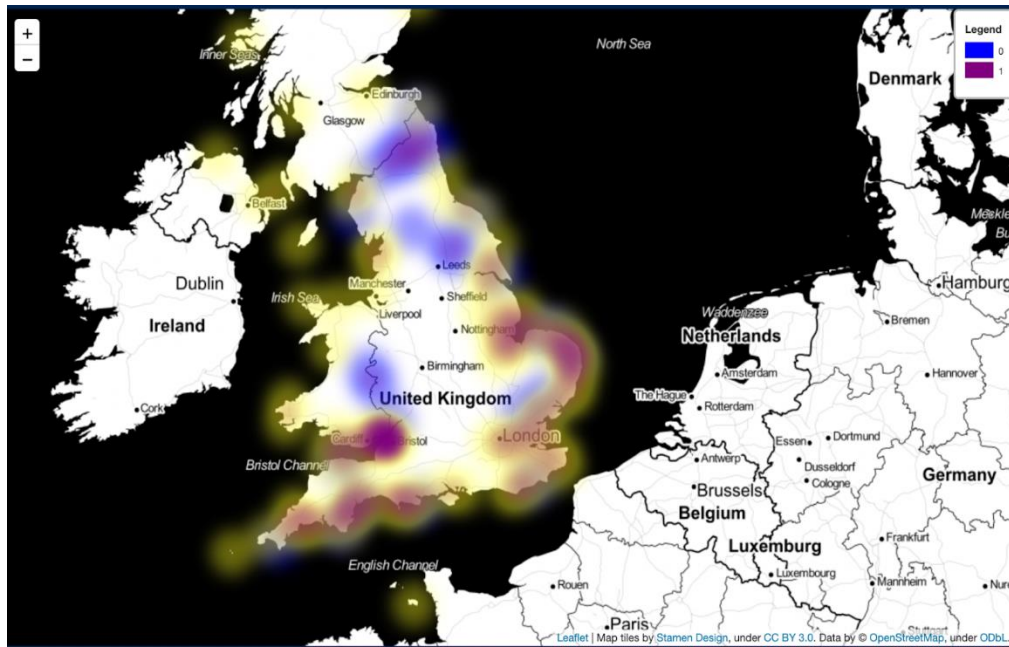 +
−
North Sea
Legend
0
1
Inner Seas
Denmark
Edinburgh
Glasgow
Belfast
Leeds
Dublin
Manchester
Irish Sea
Sheffield
Liverpool
Hamburg
Ireland
Waddenzee
Nottingham
Netherlands
Bremen
Birmingham
Amsterdam
Hannover
United Kingdom
The Hague
Rotterdam
Cork
Cardiff
Bristol
London
Essen
Dortmund
Bristol Channel
Antwerp
Dusseldorf
Cologne
Germany
Brussels
Belgium
Luxemburg
Frankfurt
English Channel
Luxembourg
Mannheim
Rouen
Paris
Leaflet | Map tiles by Stamen Design, under CC BY 3.0. Data by © OpenStreetMap, under ODbL.